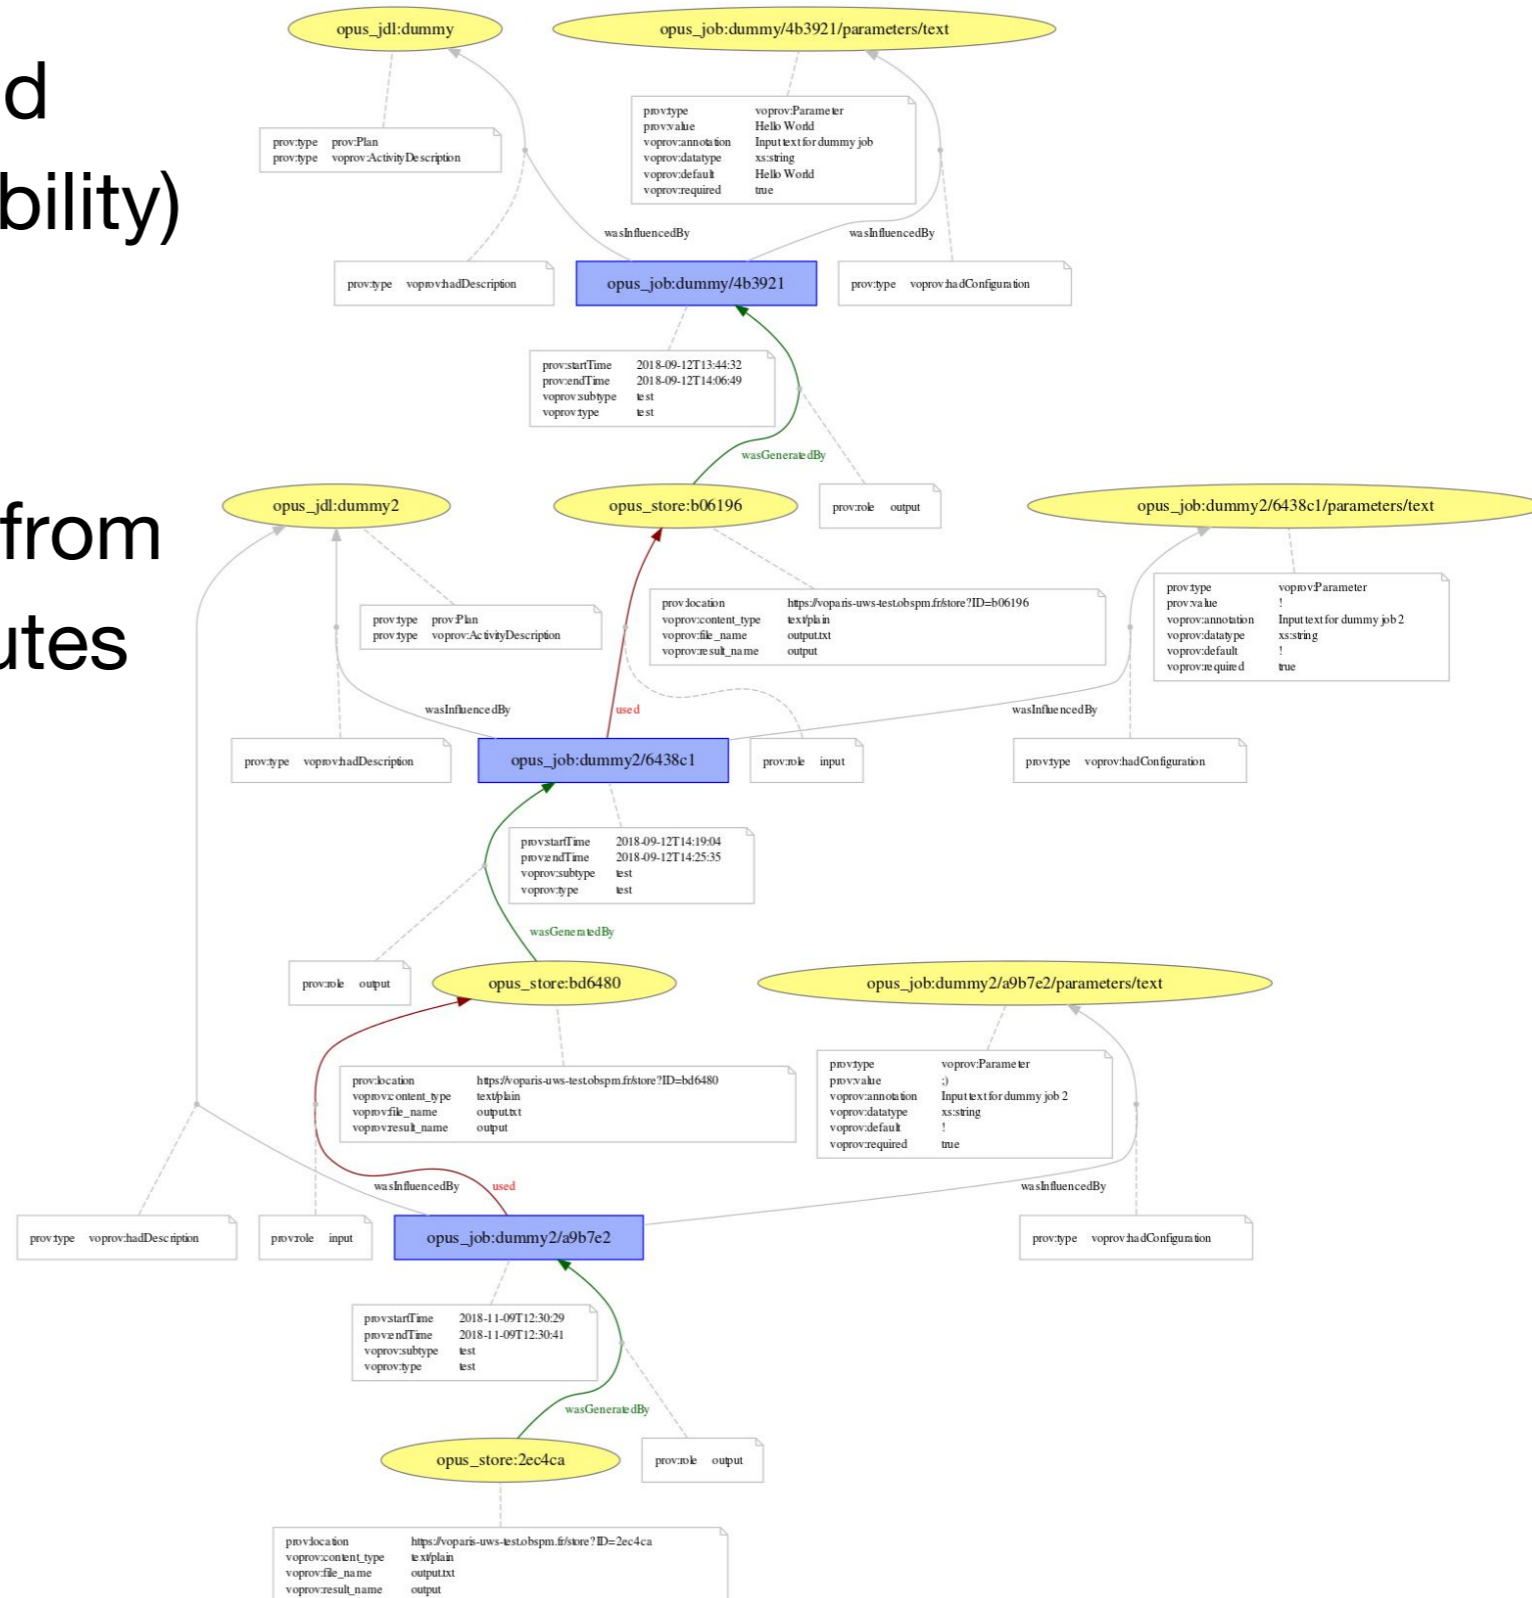 opus_jdl:dummy
opus_job:dummy/4b3921/parameters/text
d
prov:type voprov:Parameter
prov:value Hello World
voprov:annotation Input text for dummy job
voprov:datatype xs:string
voprov:default Hello World
voprov:required true
prov:type prov:Plan
prov:type voprov:ActivityDescription
bility)
wasInfluencedBy
wasInfluencedBy
prov:type voprov:hadDescription
opus_job:dummy/4b3921
prov:type voprov:hadConfiguration
prov:startTime 2018-09-12T13:44:32
prov:endTime 2018-09-12T14:06:49
voprov:subtype test
voprov:type test
wasGeneratedBy
prov:role output
opus_jdl:dummy2
opus_store:b06196
opus_job:dummy2/6438c1/parameters/text
from
prov:location https://voparis-uws-test.obspm.fr/store?ID=b06196
voprov:content_type text/plain
voprov:file_name output.txt
voprov:result_name output
prov:type voprov:Parameter
prov:value !
voprov:annotation Input text for dummy job 2
voprov:datatype xs:string
voprov:default !
voprov:required true
prov:type prov:Plan
prov:type voprov:ActivityDescription
utes
wasInfluencedBy
used
wasInfluencedBy
prov:type voprov:hadDescription
opus_job:dummy2/6438c1
prov:role input
prov:type voprov:hadConfiguration
prov:startTime 2018-09-12T14:19:04
prov:endTime 2018-09-12T14:25:35
voprov:subtype test
voprov:type test
wasGeneratedBy
prov:role output
opus_store:bd6480
opus_job:dummy2/a9b7e2/parameters/text
prov:location https://voparis-uws-test.obspm.fr/store?ID=bd6480
voprov:content_type text/plain
voprov:file_name output.txt
voprov:result_name output
prov:type voprov:Parameter
prov:value ;)
voprov:annotation Input text for dummy job 2
voprov:datatype xs:string
voprov:default !
voprov:required true
wasInfluencedBy
used
wasInfluencedBy
prov:type voprov:hadDescription
prov:role input
opus_job:dummy2/a9b7e2
prov:type voprov:hadConfiguration
prov:startTime 2018-11-09T12:30:29
prov:endTime 2018-11-09T12:30:41
voprov:subtype test
voprov:type test
wasGeneratedBy
opus_store:2ec4ca
prov:role output
prov:location https://voparis-uws-test.obspm.fr/store?ID=2ec4ca
voprov:content_type text/plain
voprov:file_name output.txt
voprov:result_name output